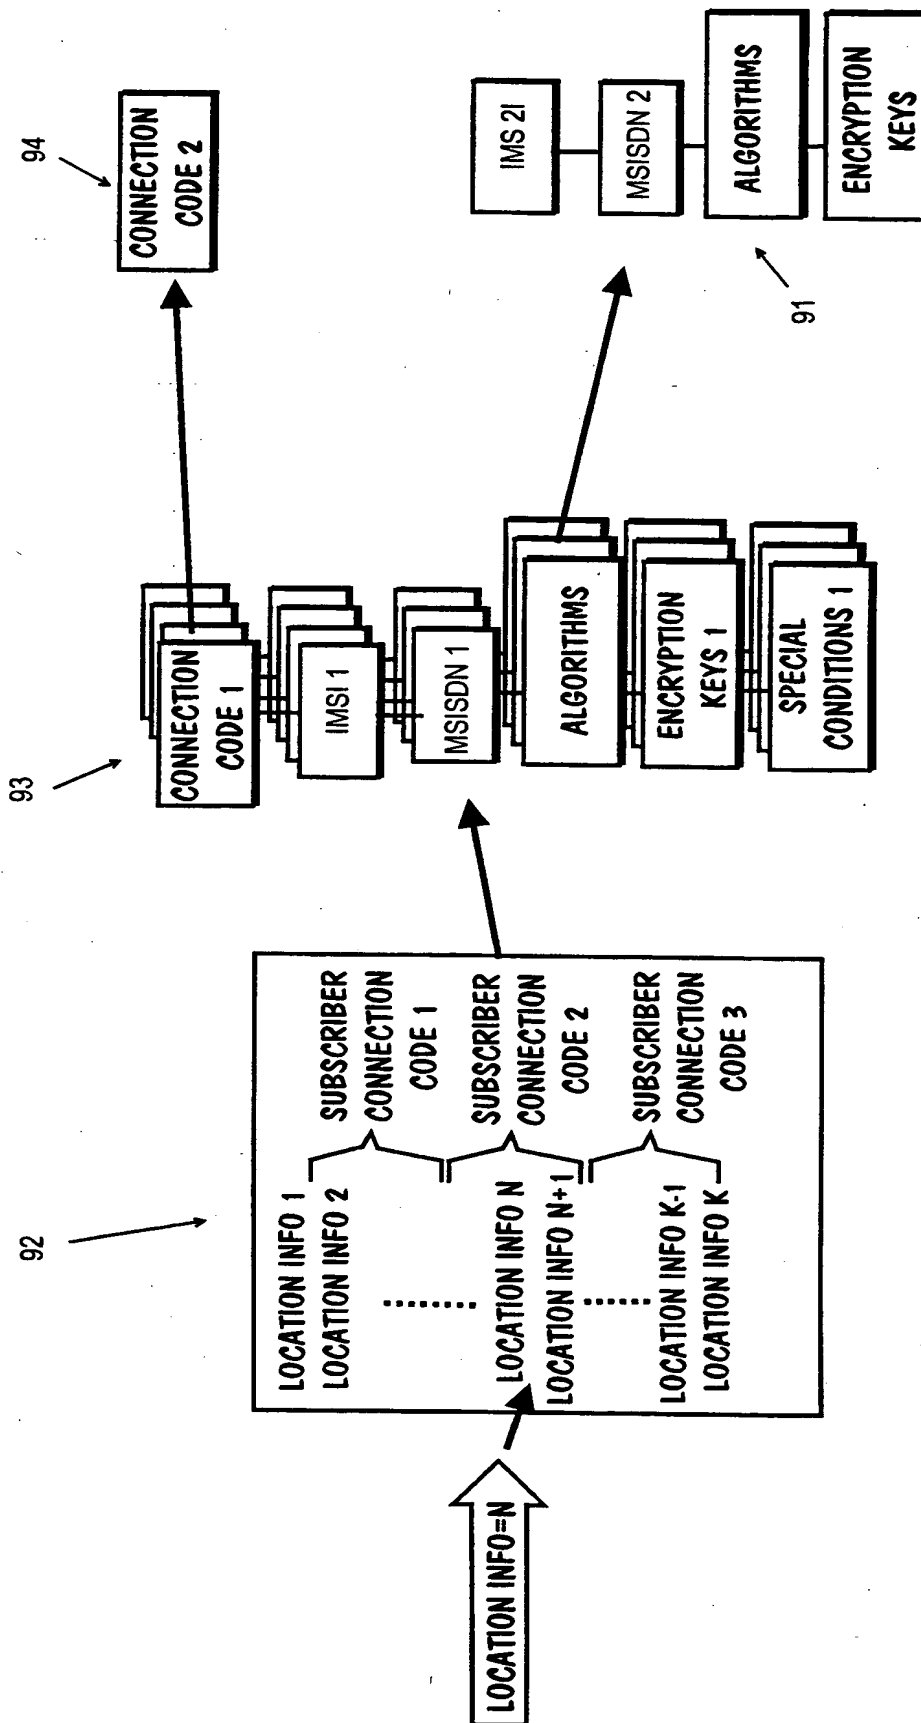 LOCATION INFO=N
92
LOCATION INFO 1
LOCATION INFO 2
LOCATION INFO N
LOCATION INFO N+1
LOCATION INFO K-1
LOCATION INFO K
SUBSCRIBER
CONNECTION
CODE 1
SUBSCRIBER
CONNECTION
CODE 2
SUBSCRIBER
CONNECTION
CODE 3
93
CONNECTION
CODE 1
IMSI 1
MSISDN 1
ALGORITHMS
ENCRYPTION
KEYS 1
SPECIAL
CONDITIONS 1
94
CONNECTION
CODE 2
IMS 2I
MSISDN 2
ALGORITHMS
ENCRYPTION
KEYS
91